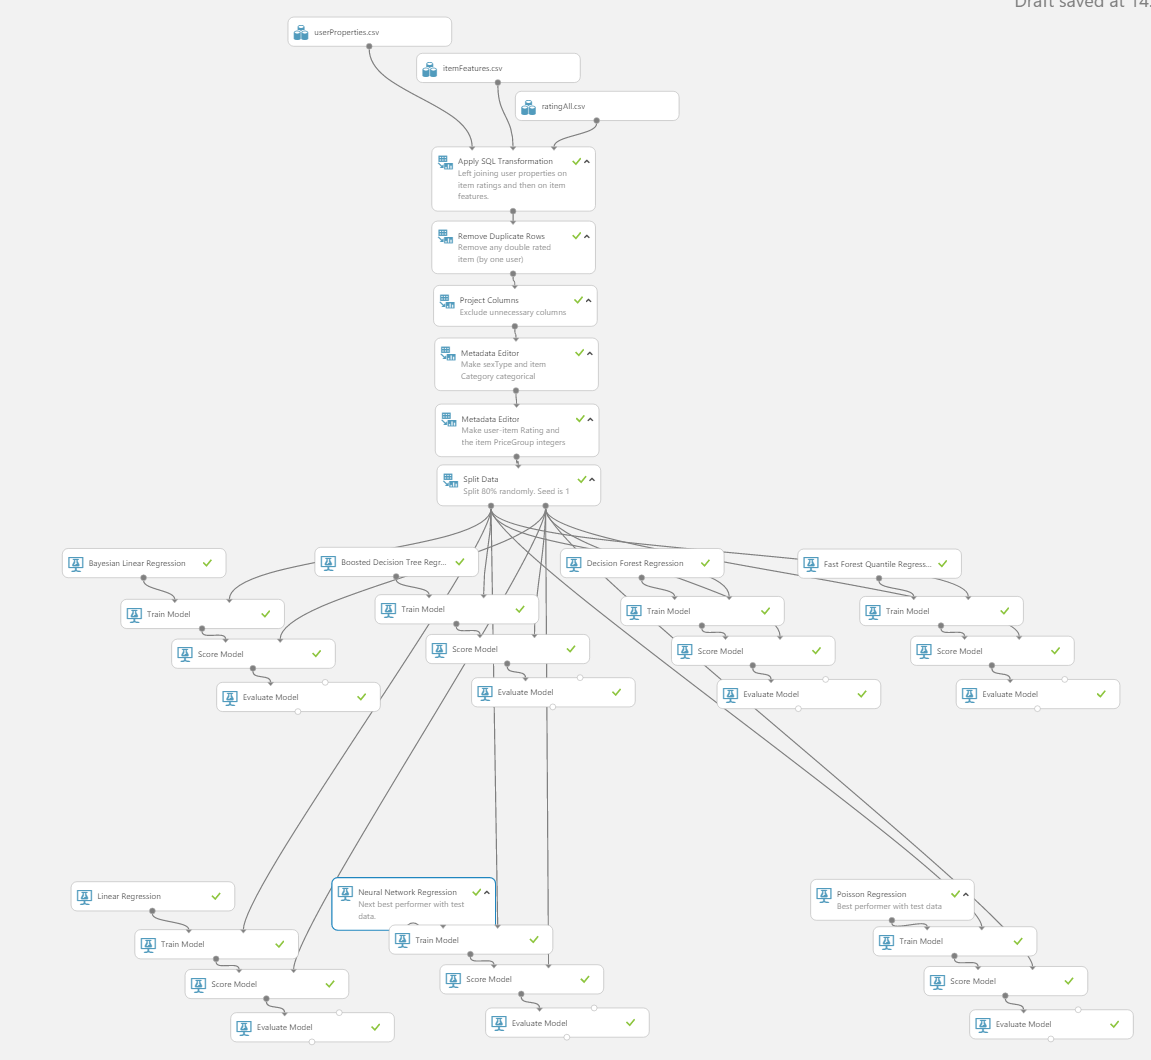 Draft saved at 14
userProperties.csv
itemFeatures.csv
ratingAll.csv
Apply SQL Transformation
Left joining user properties on
item ratings and then on item
features.
Remove Duplicate Rows
Remove any double rated
item (by one user)
Project Columns
Exclude unnecessary columns
Metadata Editor
Make sexType and item
Category categorical
Metadata Editor
Make user-item Rating and
the item PriceGroup integers
Split Data
Split 80% randomly. Seed is 1
Bayesian Linear Regression
Train Model
Score Model
Evaluate Model
Boosted Decision Tree Regr...
Train Model
Score Model
Evaluate Model
Decision Forest Regression
Train Model
Score Model
Evaluate Model
Fast Forest Quantile Regress...
Train Model
Score Model
Evaluate Model
Linear Regression
Train Model
Score Model
Evaluate Model
Neural Network Regression
Next best performer with test
data.
Train Model
Score Model
Evaluate Model
Poisson Regression
Best performer with test data
Train Model
Score Model
Evaluate Model